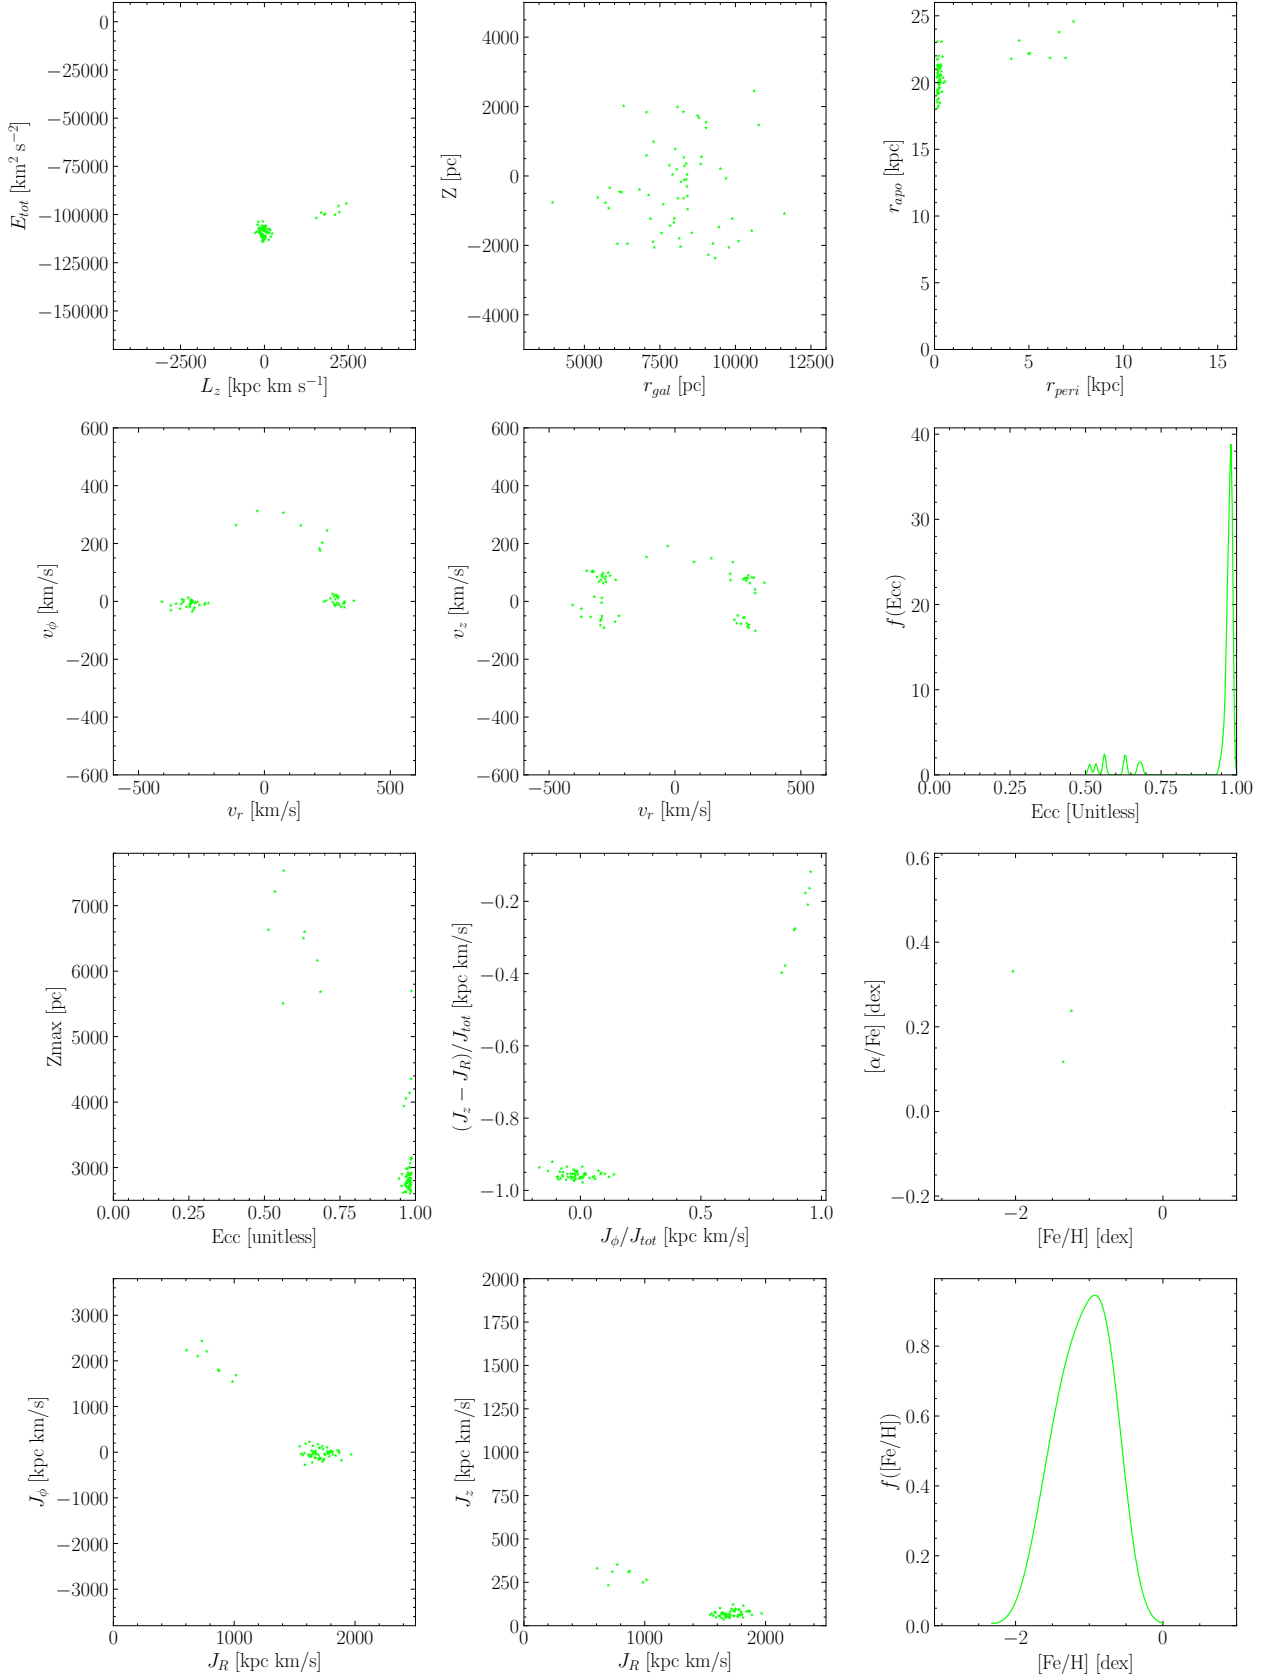 0
−25000
−50000
−75000
−100000
−125000
−150000
E_tot [km² s⁻²]
−2500 0 2500
L_z [kpc km s⁻¹]
4000
2000
0
−2000
−4000
Z [pc]
5000 7500 10000 12500
r_gal [pc]
25
20
15
10
5
0
r_apo [kpc]
0 5 10 15
r_peri [kpc]
600
400
200
0
−200
−400
−600
v_ϕ [km/s]
−500 0 500
v_r [km/s]
600
400
200
0
−200
−400
−600
v_z [km/s]
−500 0 500
v_r [km/s]
40
30
20
10
0
f(Ecc)
0.00 0.25 0.50 0.75 1.00
Ecc [Unitless]
7000
6000
5000
4000
3000
Zmax [pc]
0.00 0.25 0.50 0.75 1.00
Ecc [unitless]
−0.2
−0.4
−0.6
−0.8
−1.0
(J_z − J_R)/J_tot [kpc km/s]
0.0 0.5 1.0
J_ϕ/J_tot [kpc km/s]
0.6
0.4
0.2
0.0
−0.2
[α/Fe] [dex]
−2 0
[Fe/H] [dex]
3000
2000
1000
0
−1000
−2000
−3000
J_ϕ [kpc km/s]
0 1000 2000
J_R [kpc km/s]
2000
1750
1500
1250
1000
750
500
250
0
J_z [kpc km/s]
0 1000 2000
J_R [kpc km/s]
0.8
0.6
0.4
0.2
0.0
f([Fe/H])
−2 0
[Fe/H] [dex]